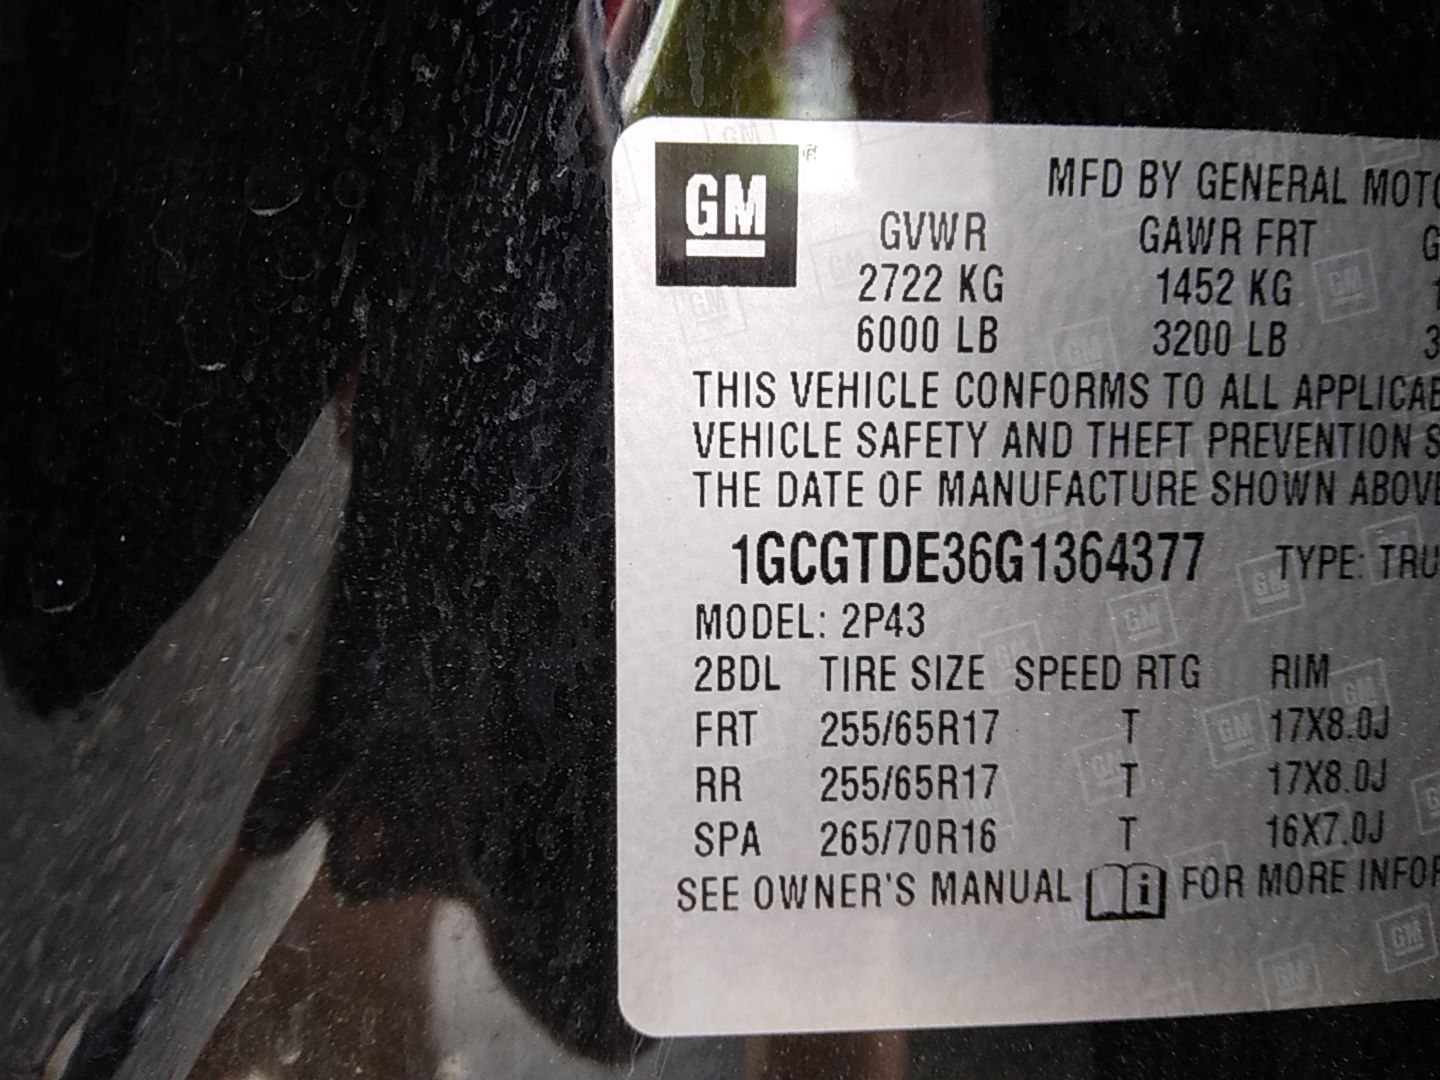 GM
MFD BY GENERAL MOTO
GVWR GAWR FRT G
2722 KG 1452 KG 1
6000 LB 3200 LB 3
THIS VEHICLE CONFORMS TO ALL APPLICAB
VEHICLE SAFETY AND THEFT PREVENTION S
THE DATE OF MANUFACTURE SHOWN ABOVE
1GCGTDE36G1364377 TYPE: TRU
MODEL: 2P43
2BDL TIRE SIZE SPEED RTG RIM
FRT 255/65R17 T 17X8.0J
RR 255/65R17 T 17X8.0J
SPA 265/70R16 T 16X7.0J
SEE OWNER'S MANUAL i FOR MORE INFOR